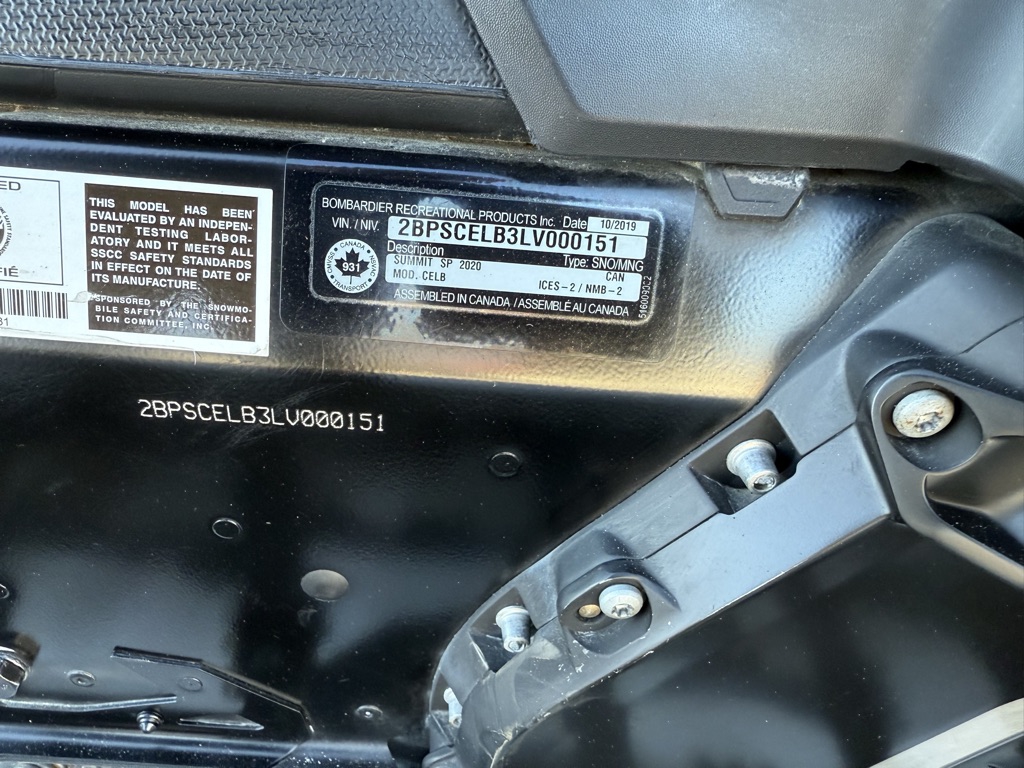 ED
IÉ
31
THIS MODEL HAS BEEN
EVALUATED BY AN INDEPEN-
DENT TESTING LABOR-
ATORY AND IT MEETS ALL
SSCC SAFETY STANDARDS
IN EFFECT ON THE DATE OF
ITS MANUFACTURE.
SPONSORED BY THE SNOWMO-
BILE SAFETY AND CERTIFICA-
TION COMMITTEE, INC.
BOMBARDIER RECREATIONAL PRODUCTS Inc. Date 10/2019
VIN./ NIV. 2BPSCELB3LV000151
Description Type: SNO/MNG
SUMMIT SP 2020 CAN
MOD. CELB ICES-2 / NMB-2
ASSEMBLED IN CANADA / ASSEMBLÉ AU CANADA
CANADA
931
TRANSPORT
2BPSCELB3LV000151